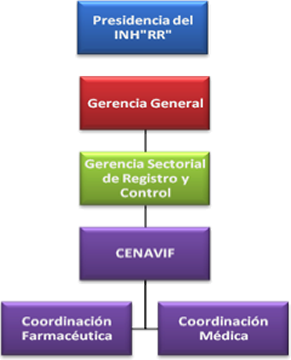 Presidencia del
INH"RR"
Gerencia General
Gerencia Sectorial
de Registro y
Control
CENAVIF
Coordinación
Farmacéutica
Coordinación
Médica